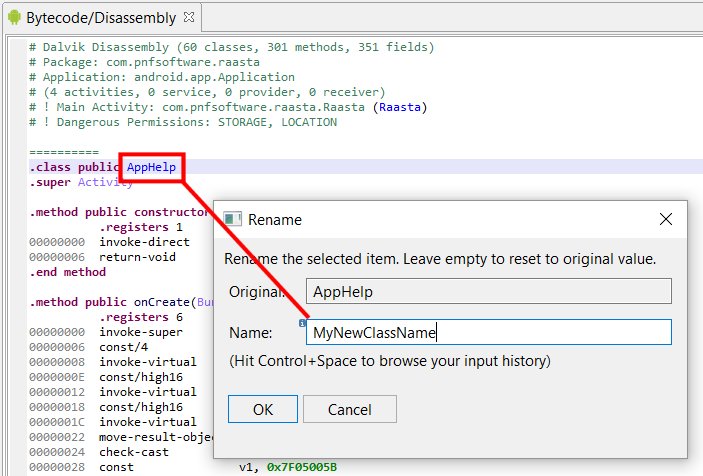 Bytecode/Disassembly
# Dalvik Disassembly (60 classes, 301 methods, 351 fields)
# Package: com.pnfsoftware.raasta
# Application: android.app.Application
# (4 activities, 0 service, 0 provider, 0 receiver)
# ! Main Activity: com.pnfsoftware.raasta.Raasta (Raasta)
# ! Dangerous Permissions: STORAGE, LOCATION
==========
.class public AppHelp
.super Activity
.method public constructor
.registers 1
00000000 invoke-direct
00000006 return-void
.end method
.method public onCreate(Bun
.registers 6
00000000 invoke-super
00000006 const/4
00000008 invoke-virtual
0000000E const/high16
00000012 invoke-virtual
00000018 const/high16
0000001C invoke-virtual
00000022 move-result-obje
00000024 check-cast
00000028 const v1, 0x7F05005B
Rename
Rename the selected item. Leave empty to reset to original value.
Original: AppHelp
Name: MyNewClassName
(Hit Control+Space to browse your input history)
OK Cancel